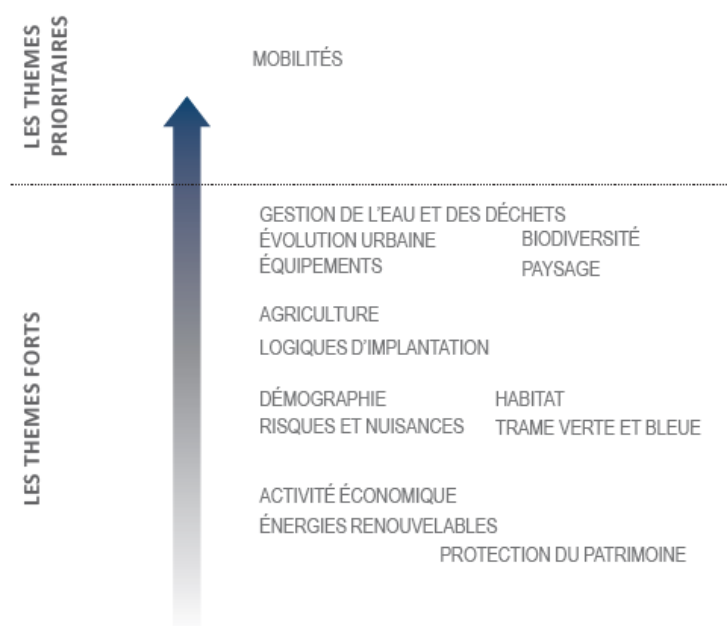 LES THEMES
PRIORITAIRES
MOBILITÉS
LES THEMES FORTS
GESTION DE L'EAU ET DES DÉCHETS
ÉVOLUTION URBAINE
BIODIVERSITÉ
ÉQUIPEMENTS
PAYSAGE
AGRICULTURE
LOGIQUES D'IMPLANTATION
DÉMOGRAPHIE
HABITAT
RISQUES ET NUISANCES
TRAME VERTE ET BLEUE
ACTIVITÉ ÉCONOMIQUE
ÉNERGIES RENOUVELABLES
PROTECTION DU PATRIMOINE